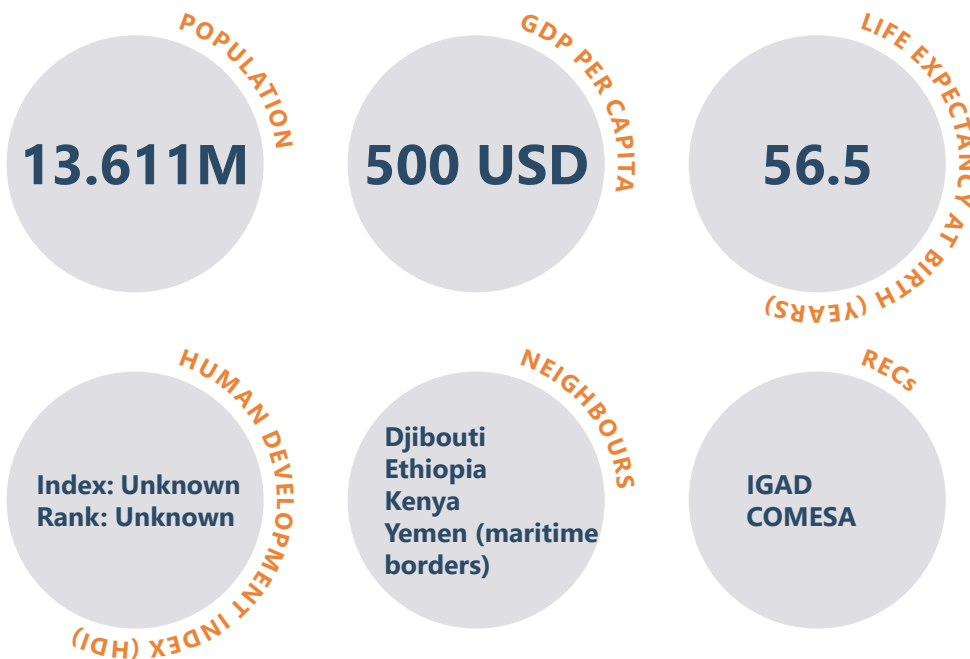 POPULATION
13.611M
GDP PER CAPITA
500 USD
LIFE EXPECTANCY AT BIRTH (YEARS)
56.5
HUMAN DEVELOPMENT INDEX (HDI)
Index: Unknown
Rank: Unknown
NEIGHBOURS
Djibouti
Ethiopia
Kenya
Yemen (maritime
borders)
RECs
IGAD
COMESA